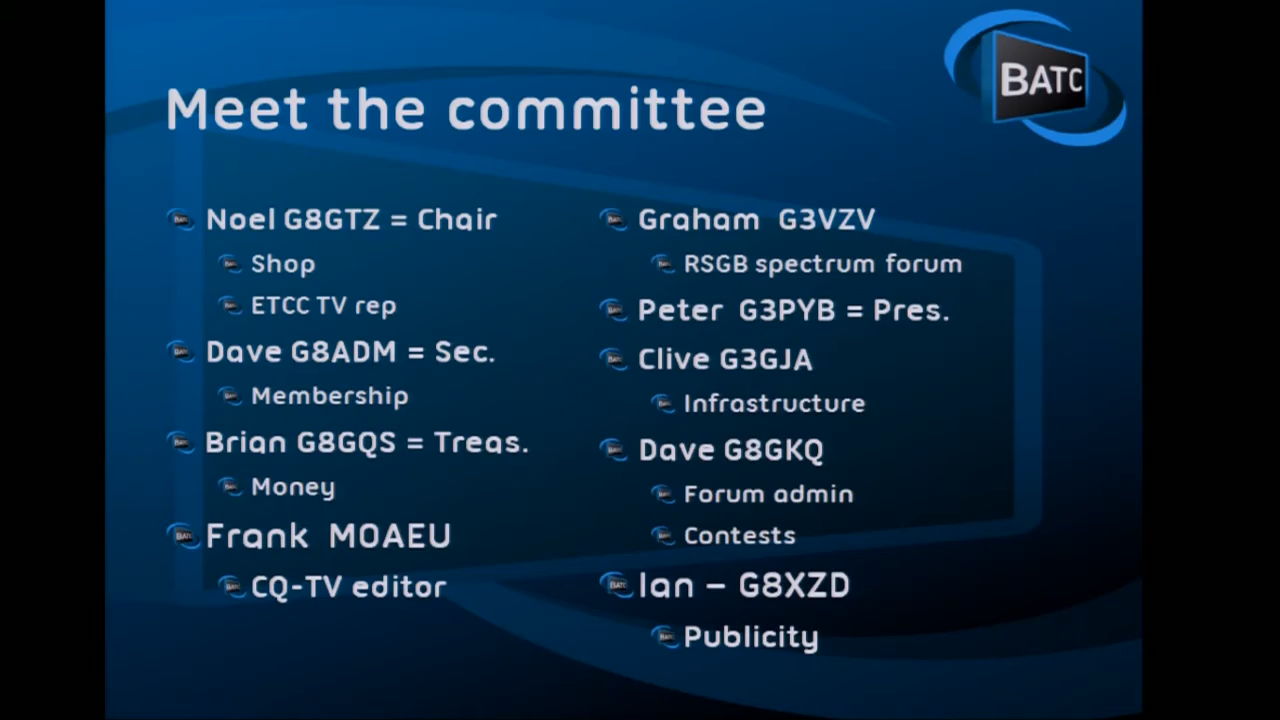 BATC
Meet the committee
Noel G8GTZ = Chair
Shop
ETCC TV rep
Dave G8ADM = Sec.
Membership
Brian G8GQS = Treas.
Money
Frank M0AEU
CQ-TV editor
Graham G3VZV
RSGB spectrum forum
Peter G3PYB = Pres.
Clive G3GJA
Infrastructure
Dave G8GKQ
Forum admin
Contests
Ian – G8XZD
Publicity